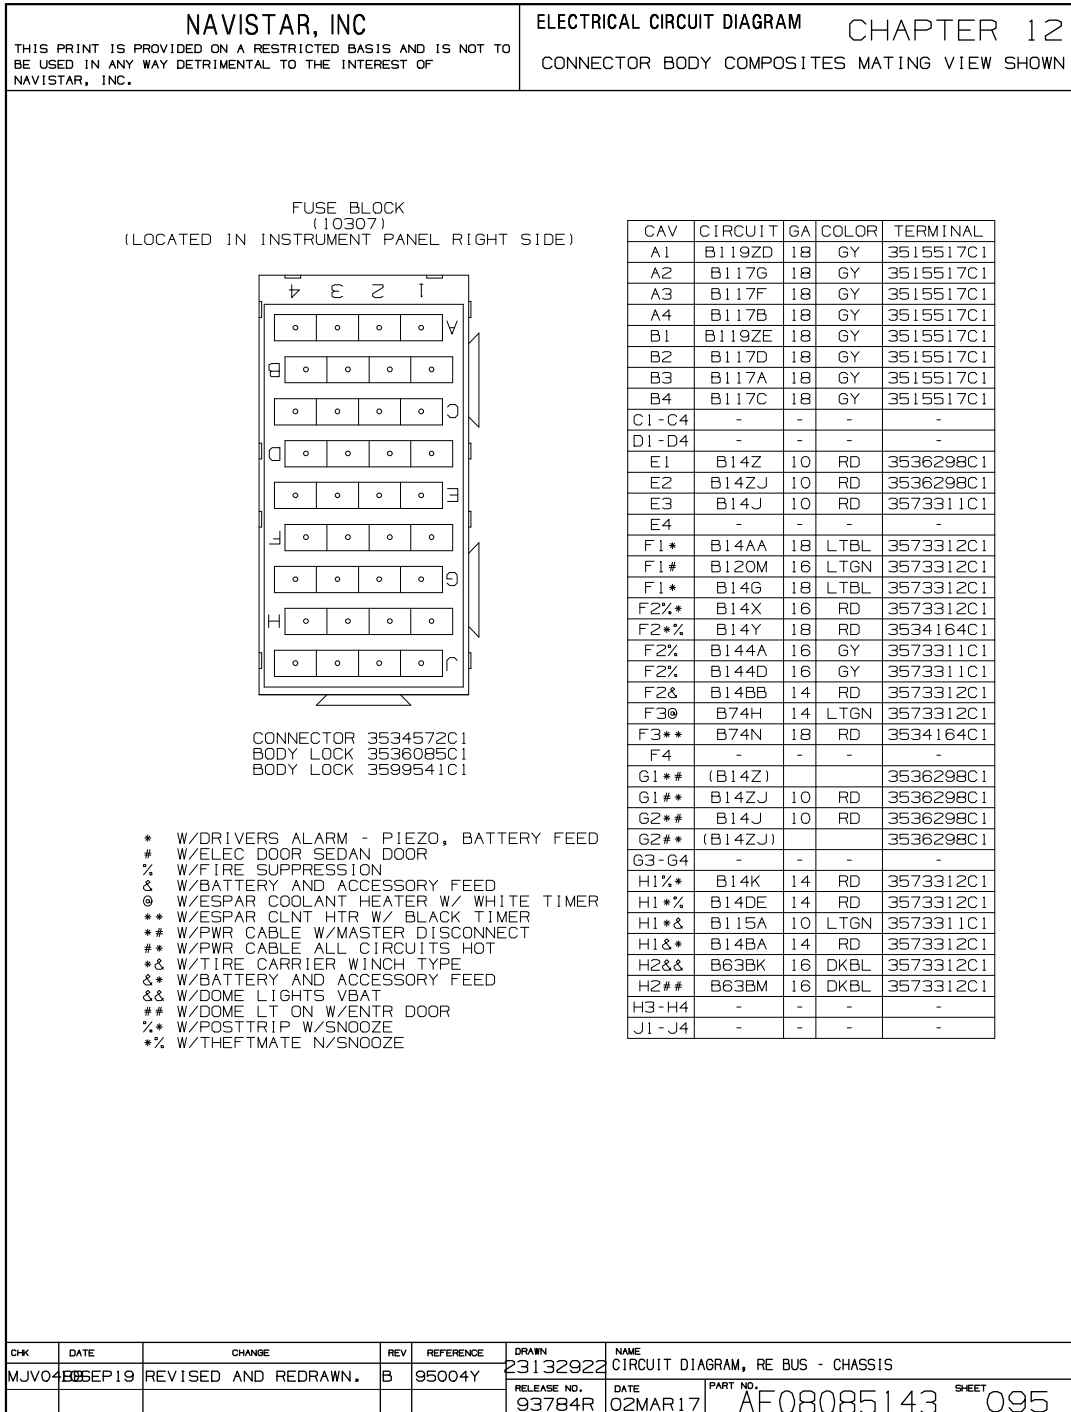 NAVISTAR, INC
THIS PRINT IS PROVIDED ON A RESTRICTED BASIS AND IS NOT TO
BE USED IN ANY WAY DETRIMENTAL TO THE INTEREST OF
NAVISTAR, INC.
ELECTRICAL CIRCUIT DIAGRAM CHAPTER 12
CONNECTOR BODY COMPOSITES MATING VIEW SHOWN
FUSE BLOCK
(10307)
(LOCATED IN INSTRUMENT PANEL RIGHT SIDE)
4 3 2 1
A
B
C
D
E
F
G
H
J
CONNECTOR 3534572C1
BODY LOCK 3536085C1
BODY LOCK 3599541C1
* W/DRIVERS ALARM - PIEZO, BATTERY FEED
# W/ELEC DOOR SEDAN DOOR
% W/FIRE SUPPRESSION
& W/BATTERY AND ACCESSORY FEED
@ W/ESPAR COOLANT HEATER W/ WHITE TIMER
** W/ESPAR CLNT HTR W/ BLACK TIMER
*# W/PWR CABLE W/MASTER DISCONNECT
#* W/PWR CABLE ALL CIRCUITS HOT
*& W/TIRE CARRIER WINCH TYPE
&* W/BATTERY AND ACCESSORY FEED
&& W/DOME LIGHTS VBAT
## W/DOME LT ON W/ENTR DOOR
%* W/POSTTRIP W/SNOOZE
*% W/THEFTMATE N/SNOOZE
CAV CIRCUIT GA COLOR TERMINAL
A1 B119ZD 18 GY 3515517C1
A2 B117G 18 GY 3515517C1
A3 B117F 18 GY 3515517C1
A4 B117B 18 GY 3515517C1
B1 B119ZE 18 GY 3515517C1
B2 B117D 18 GY 3515517C1
B3 B117A 18 GY 3515517C1
B4 B117C 18 GY 3515517C1
C1-C4 - - - -
D1-D4 - - - -
E1 B14Z 10 RD 3536298C1
E2 B14ZJ 10 RD 3536298C1
E3 B14J 10 RD 3573311C1
E4 - - - -
F1* B14AA 18 LTBL 3573312C1
F1# B120M 16 LTGN 3573312C1
F1* B14G 18 LTBL 3573312C1
F2%* B14X 16 RD 3573312C1
F2*% B14Y 18 RD 3534164C1
F2% B144A 16 GY 3573311C1
F2% B144D 16 GY 3573311C1
F2& B14BB 14 RD 3573312C1
F3@ B74H 14 LTGN 3573312C1
F3** B74N 18 RD 3534164C1
F4 - - - -
G1*# (B14Z) 3536298C1
G1#* B14ZJ 10 RD 3536298C1
G2*# B14J 10 RD 3536298C1
G2#* (B14ZJ) 3536298C1
G3-G4 - - - -
H1%* B14K 14 RD 3573312C1
H1*% B14DE 14 RD 3573312C1
H1*& B115A 10 LTGN 3573311C1
H1&* B14BA 14 RD 3573312C1
H2&& B63BK 16 DKBL 3573312C1
H2## B63BM 16 DKBL 3573312C1
H3-H4 - - - -
J1-J4 - - - -
CHK DATE CHANGE REV REFERENCE
REVISED AND REDRAWN. B 95004Y
DRAWN 23132922
NAME CIRCUIT DIAGRAM, RE BUS - CHASSIS
RELEASE NO. 93784R
DATE 02MAR17
PART NO. AF08085143
SHEET 095